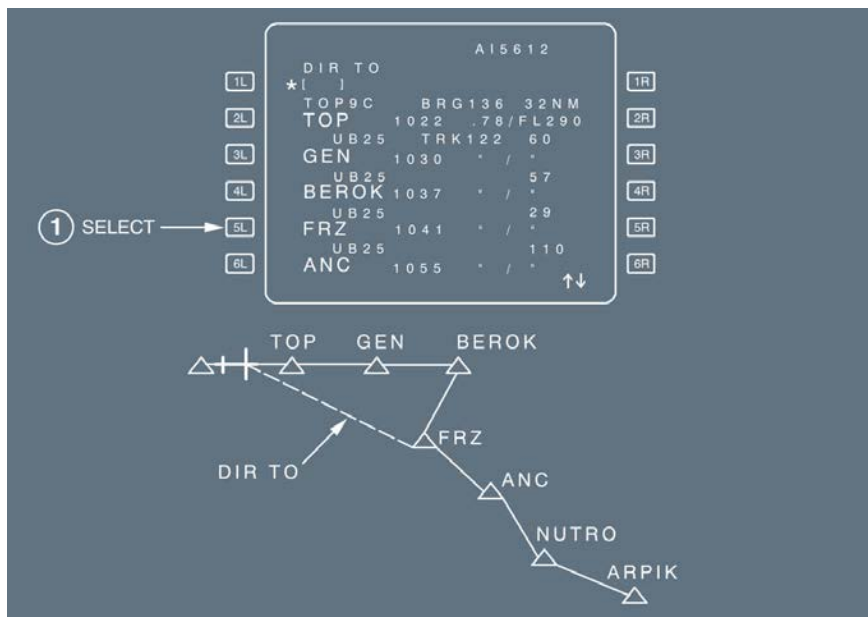 AI5612
DIR TO
*[ ]
TOP9C BRG136 32NM
TOP 1022 .78/FL290
UB25 TRK122 60
GEN 1030 " / "
UB25 57
BEROK 1037 " / "
UB25 29
FRZ 1041 " / "
UB25 110
ANC 1055 " / "
↑↓
1L
2L
3L
4L
5L
6L
1R
2R
3R
4R
5R
6R
1 SELECT
TOP GEN BEROK
FRZ
DIR TO
ANC
NUTRO
ARPIK